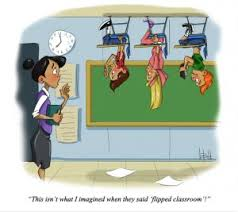 "This isn't what I imagined when they said 'flipped classroom'!"